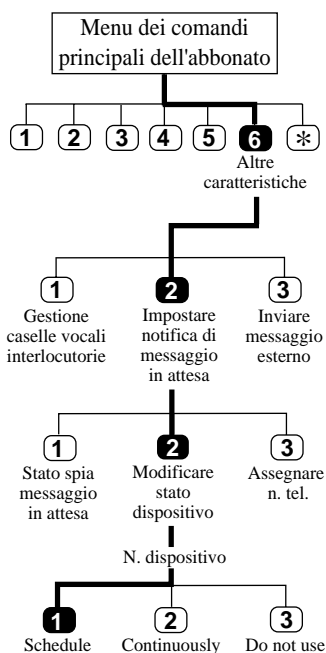 Menu dei comandi
principali dell'abbonato
1 2 3 4 5 6 *
Altre
caratteristiche
1 2 3
Gestione Impostare Inviare
caselle vocali notifica di messaggio
interlocutorie messaggio esterno
in attesa
1 2 3
Stato spia Modificare Assegnare
messaggio stato n. tel.
in attesa dispositivo
N. dispositivo
1 2 3
Schedule Continuously Do not use